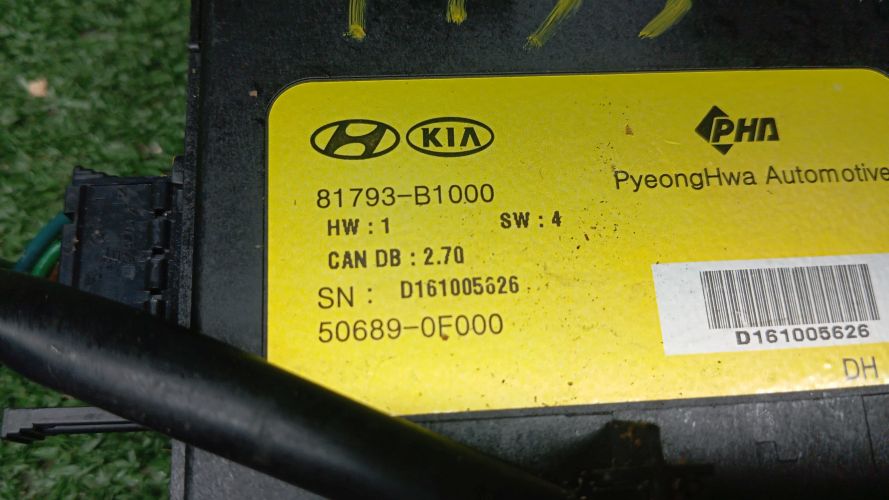 KIA
PHA
PyeongHwa Automotive
81793-B1000
HW : 1 SW : 4
CAN DB : 2.70
SN : D161005626
50689-0F000
D161005626
DH